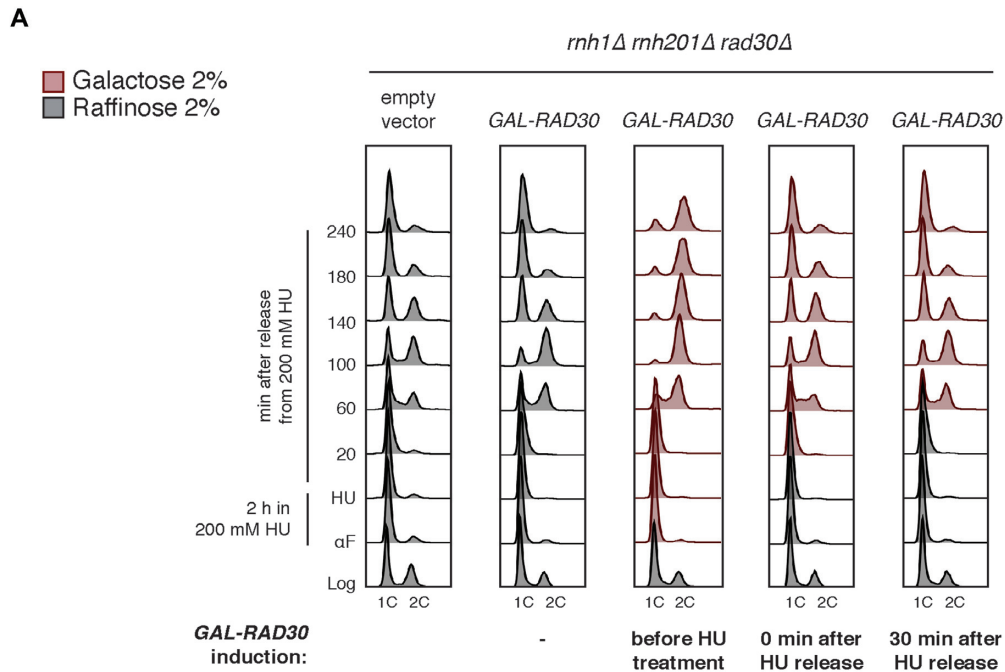 A
rnh1Δ rnh201Δ rad30Δ
Galactose 2%
Raffinose 2%
empty
vector
GAL-RAD30
GAL-RAD30
GAL-RAD30
GAL-RAD30
min after release
from 200 mM HU
240
180
140
100
60
20
2 h in
200 mM HU
HU
αF
Log
1C 2C
1C 2C
1C 2C
1C 2C
1C 2C
GAL-RAD30
induction:
-
before HU
treatment
0 min after
HU release
30 min after
HU release